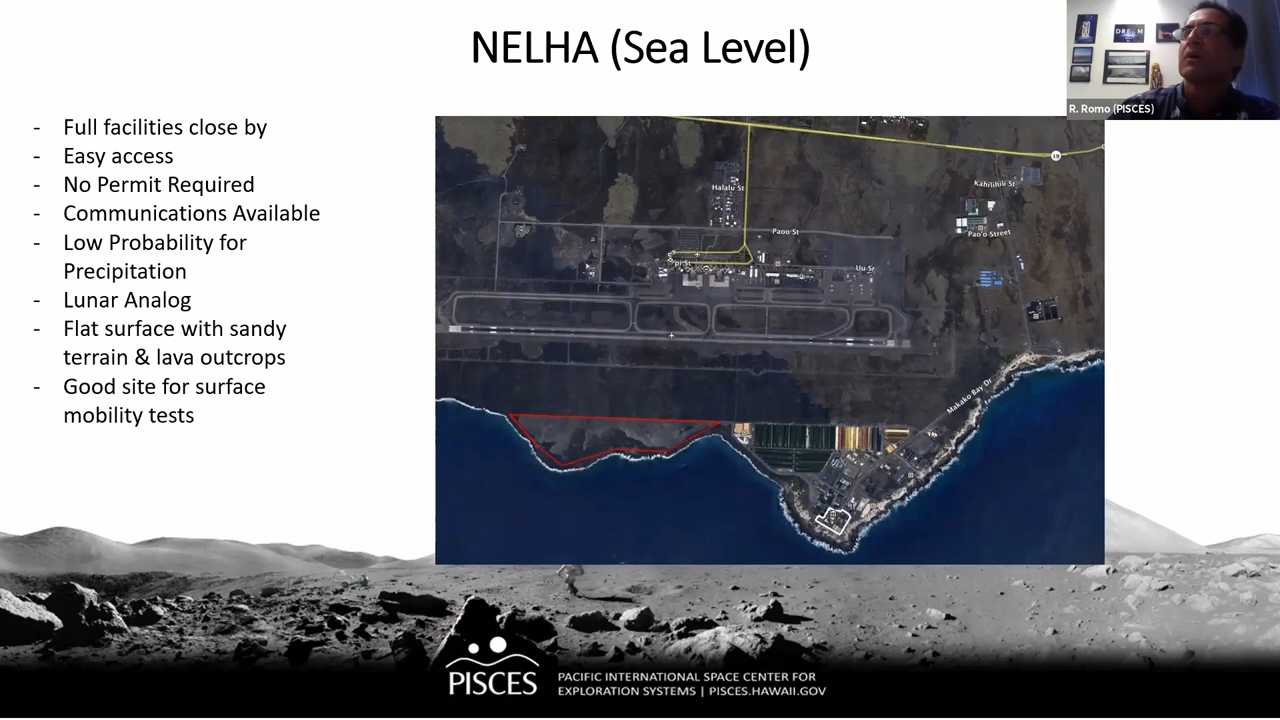 NELHA (Sea Level)
R. Romo (PISCES)
- Full facilities close by
- Easy access
- No Permit Required
- Communications Available
- Low Probability for
Precipitation
- Lunar Analog
- Flat surface with sandy
terrain & lava outcrops
- Good site for surface
mobility tests
19
Halalu St
Kahilihili St
Paoo St
Pao'o Street
pi St
Uu St
Makako Bay Dr
PISCES
PACIFIC INTERNATIONAL SPACE CENTER FOR
EXPLORATION SYSTEMS | PISCES.HAWAII.GOV